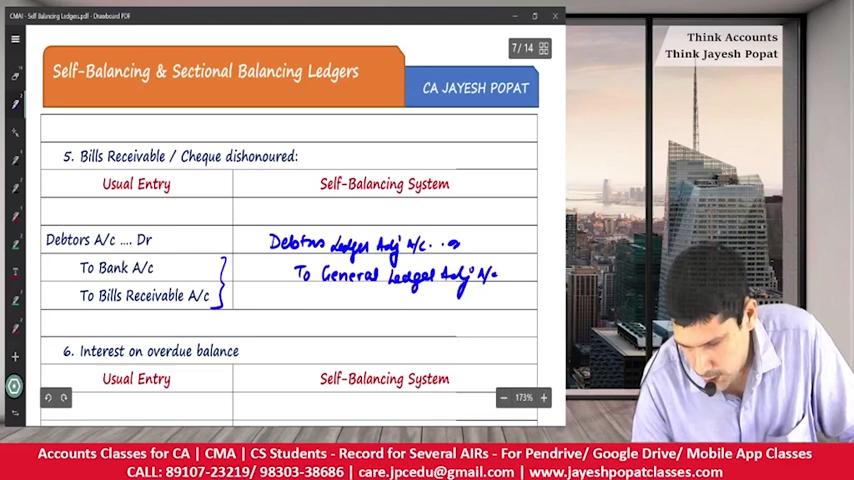 CMAI - Self Balancing Ledgers.pdf - Drawboard PDF
7 / 14
Self-Balancing & Sectional Balancing Ledgers
CA JAYESH POPAT
5. Bills Receivable / Cheque dishonoured:
Usual Entry Self-Balancing System
Debtors A/c .... Dr Debtors Ledger Adj A/c ..
To Bank A/c To General Ledger Adj A/c
To Bills Receivable A/c
6. Interest on overdue balance
Usual Entry Self-Balancing System
173%
Think Accounts
Think Jayesh Popat
Accounts Classes for CA | CMA | CS Students - Record for Several AIRs - For Pendrive/ Google Drive/ Mobile App Classes
CALL: 89107-23219/ 98303-38686 | care.jpcedu@gmail.com | www.jayeshpopatclasses.com